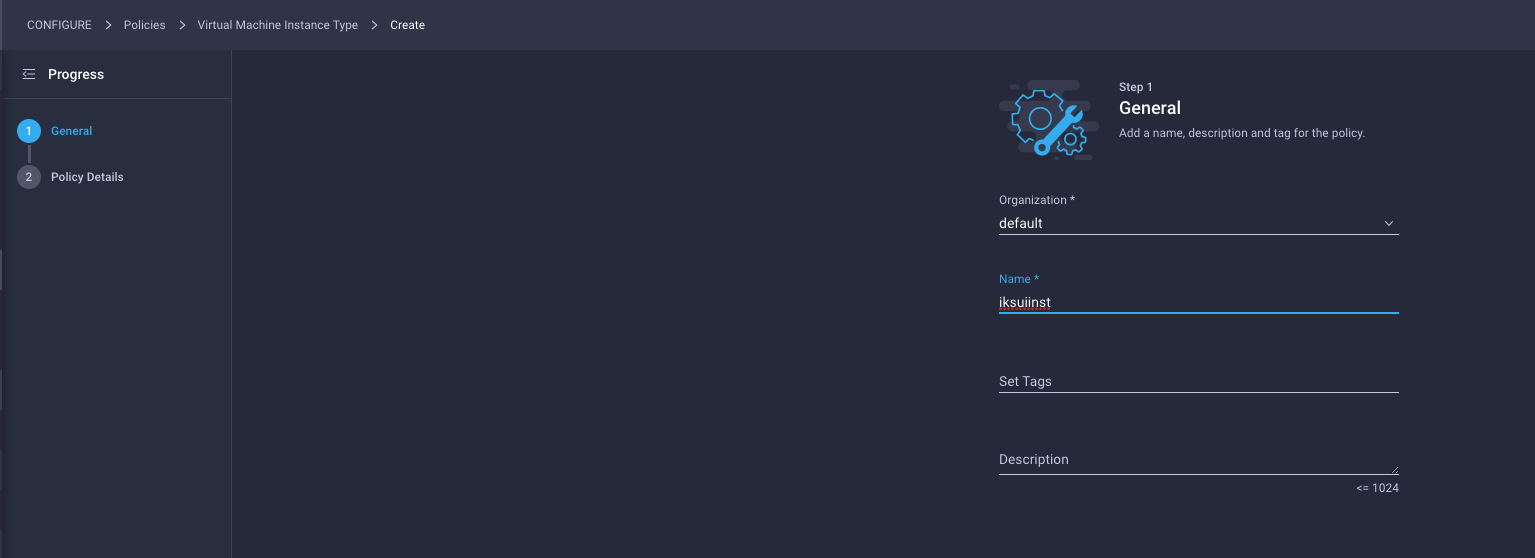 CONFIGURE > Policies > Virtual Machine Instance Type > Create
Progress
1 General
2 Policy Details
Step 1
General
Add a name, description and tag for the policy.
Organization *
default
Name *
iksuiinst
Set Tags
Description
<= 1024